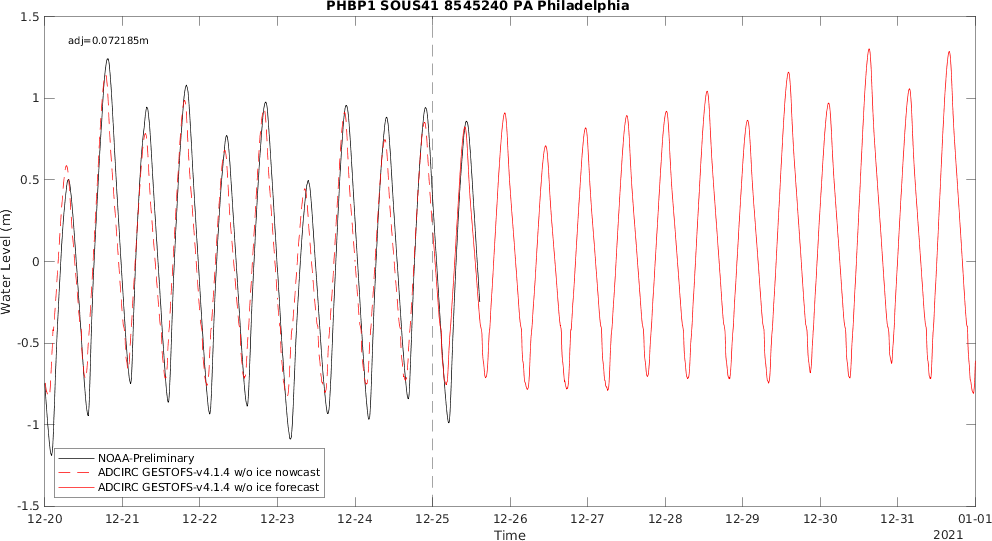 PHBP1 SOUS41 8545240 PA Philadelphia
adj=0.072185m
1.5
1
0.5
0
-0.5
-1
-1.5
Water Level (m)
NOAA-Preliminary
ADCIRC GESTOFS-v4.1.4 w/o ice nowcast
ADCIRC GESTOFS-v4.1.4 w/o ice forecast
12-20 12-21 12-22 12-23 12-24 12-25 12-26 12-27 12-28 12-29 12-30 12-31 01-01
Time
2021